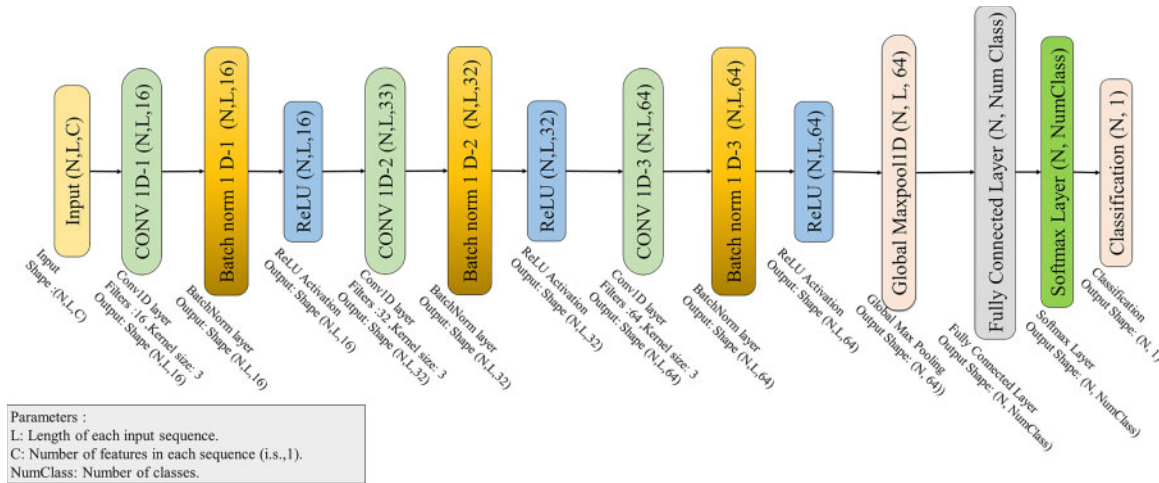 Input (N,L,C)
CONV 1D-1 (N,L,16)
Batch norm 1 D-1 (N,L,16)
ReLU (N,L,16)
CONV 1D-2 (N,L,33)
Batch norm 1 D-2 (N,L,32)
ReLU (N,L,32)
CONV 1D-3 (N,L,64)
Batch norm 1 D-3 (N,L,64)
ReLU (N,L,64)
Global Maxpool1D (N, L, 64)
Fully Connected Layer (N, Num Class)
Softmax Layer (N, NumClass)
Classification (N, 1)
Input
Shape :(N,L,C)
Conv1D layer
Filters :16 ,Kernel size: 3
Output: Shape (N,L,16)
BatchNorm layer
Output: Shape (N,L,16)
ReLU Activation
Output: Shape (N,L,16)
Conv1D layer
Filters :32,Kernel size: 3
Output: Shape (N,L,32)
BatchNorm layer
Output: Shape (N,L,32)
ReLU Activation
Output: Shape (N,L,32)
Conv1D layer
Filters :64 ,Kernel size: 3
Output: Shape (N,L,64)
BatchNorm layer
Output: Shape (N,L,64)
ReLU Activation
Output: Shape (N,L,64)
Global Max Pooling
Output Shape: (N, 64))
Fully Connected Layer
Output Shape: (N, NumClass)
Softmax Layer
Output Shape: (N, NumClass)
Classification
Output Shape: (N, 1)
Parameters :
L: Length of each input sequence.
C: Number of features in each sequence (i.s.,1).
NumClass: Number of classes.